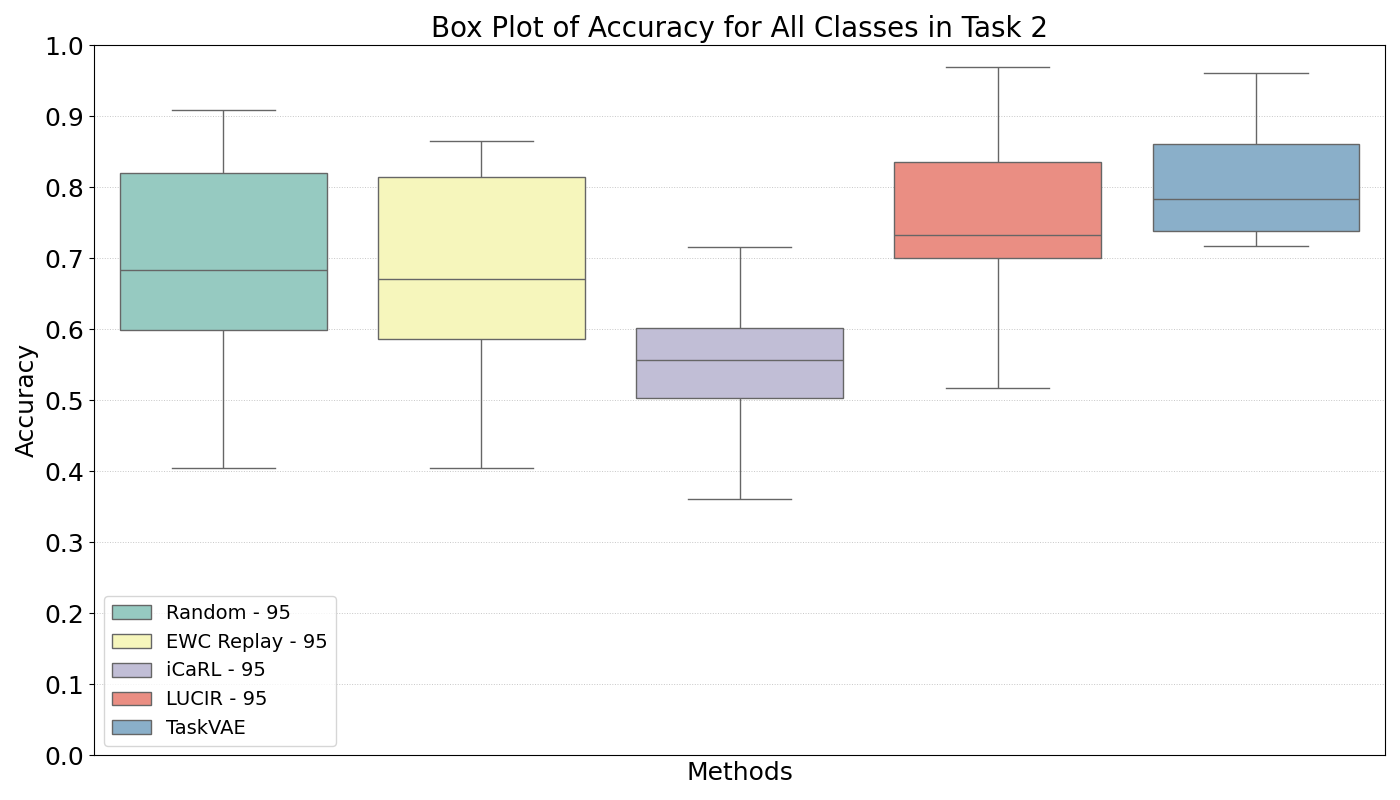 Box Plot of Accuracy for All Classes in Task 2
1.0
0.9
0.8
0.7
0.6
0.5
0.4
0.3
0.2
0.1
0.0
Accuracy
Random - 95
EWC Replay - 95
iCaRL - 95
LUCIR - 95
TaskVAE
Methods